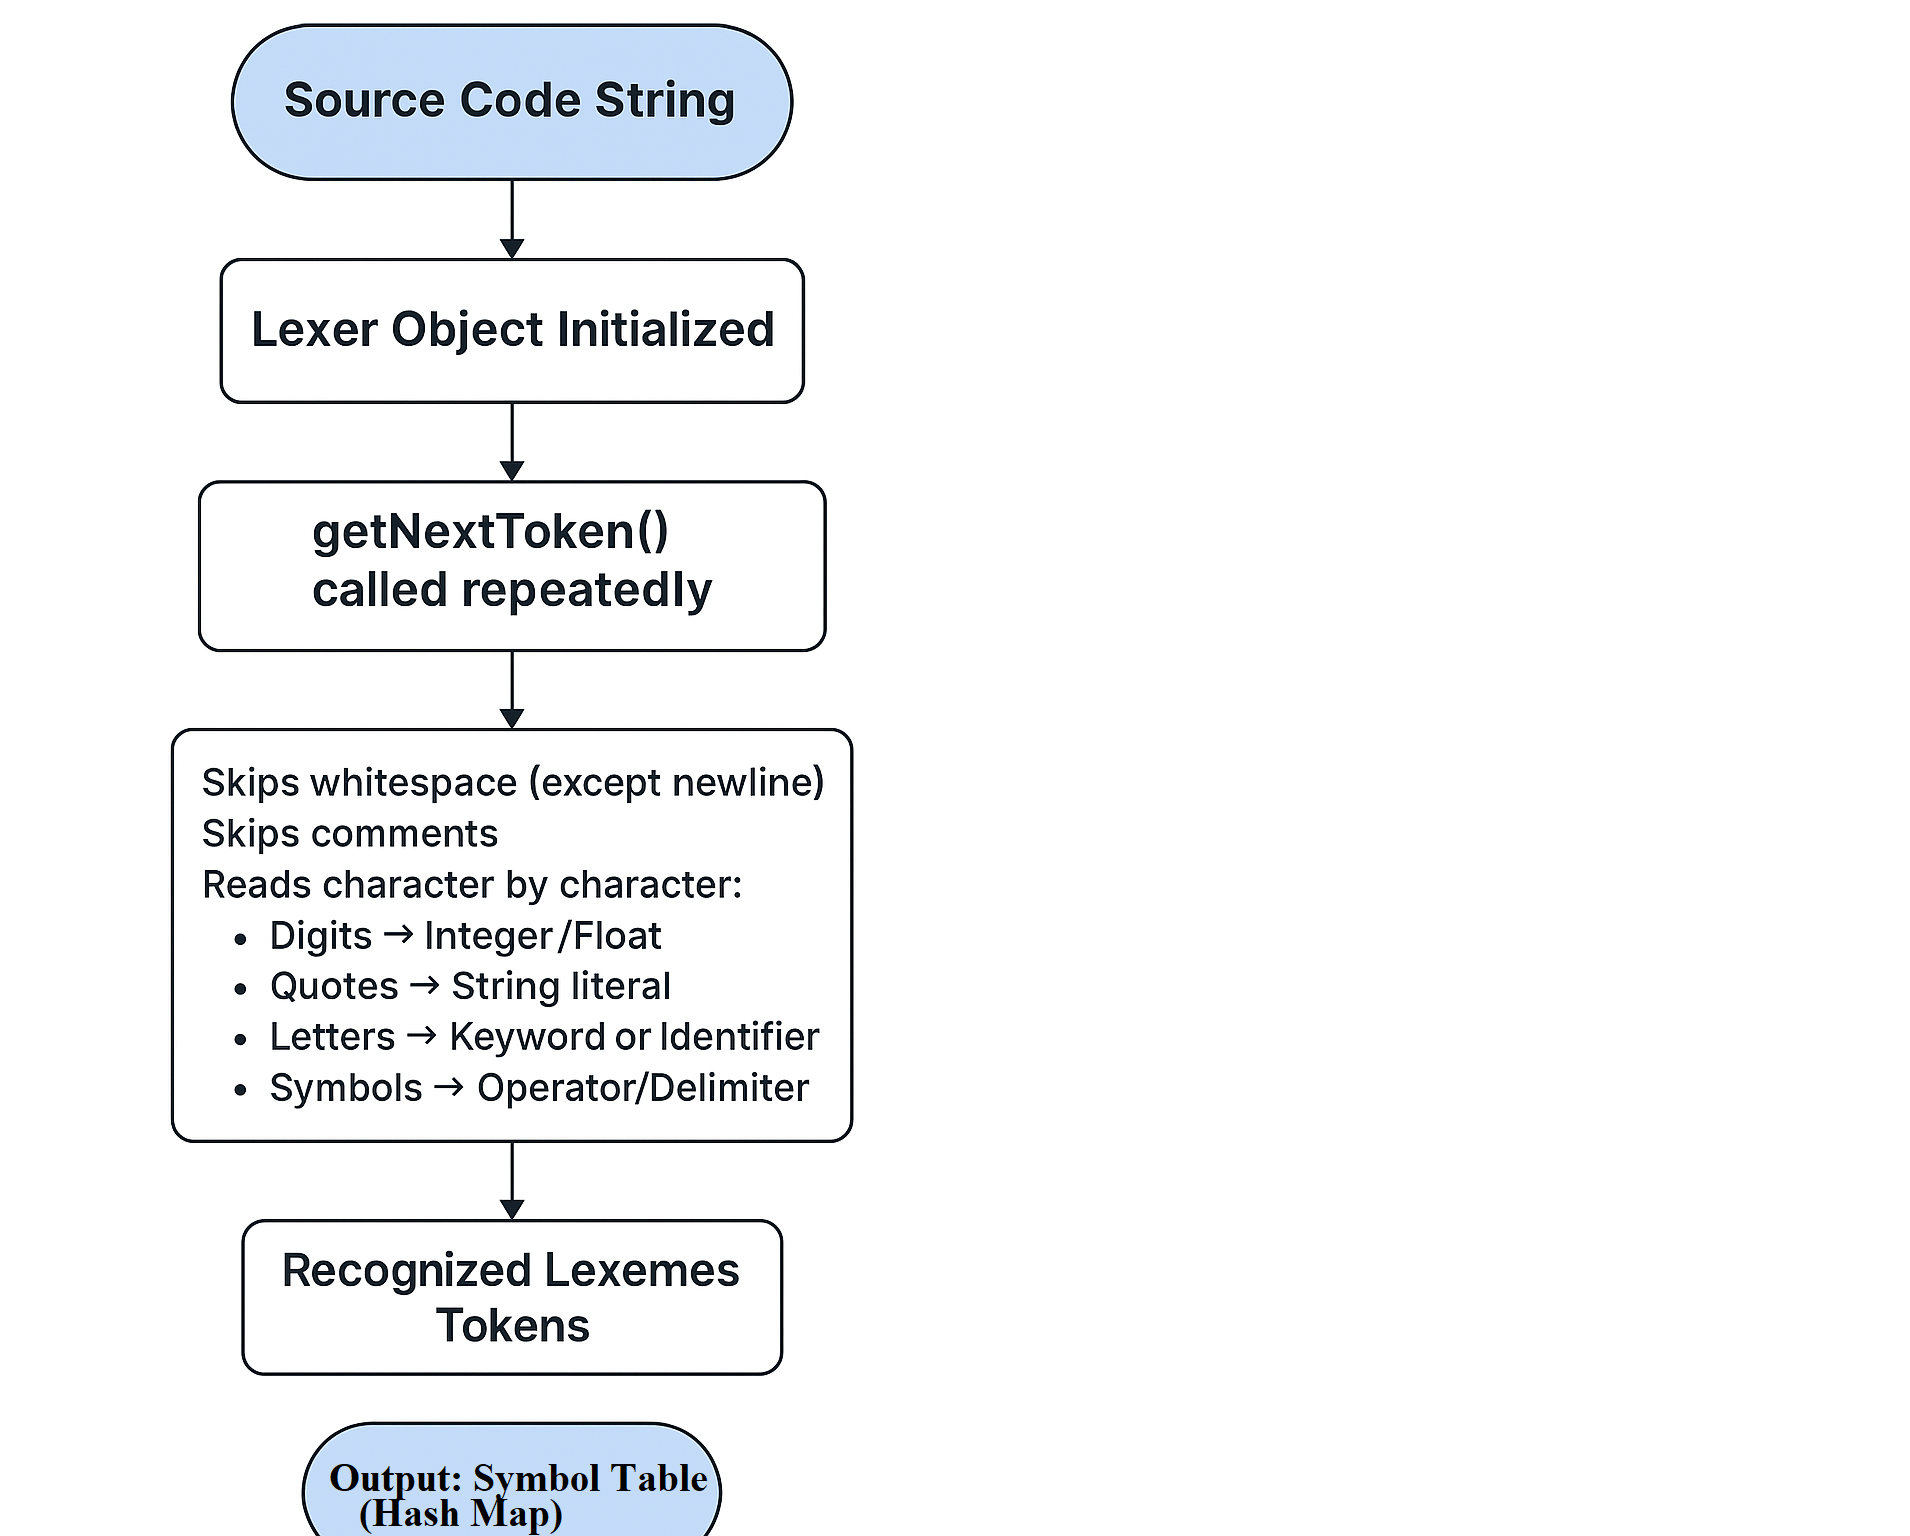 Source Code String
Lexer Object Initialized
getNextToken()
called repeatedly
Skips whitespace (except newline)
Skips comments
Reads character by character:
• Digits → Integer/Float
• Quotes → String literal
• Letters → Keyword or Identifier
• Symbols → Operator/Delimiter
Recognized Lexemes
Tokens
Output: Symbol Table
(Hash Map)